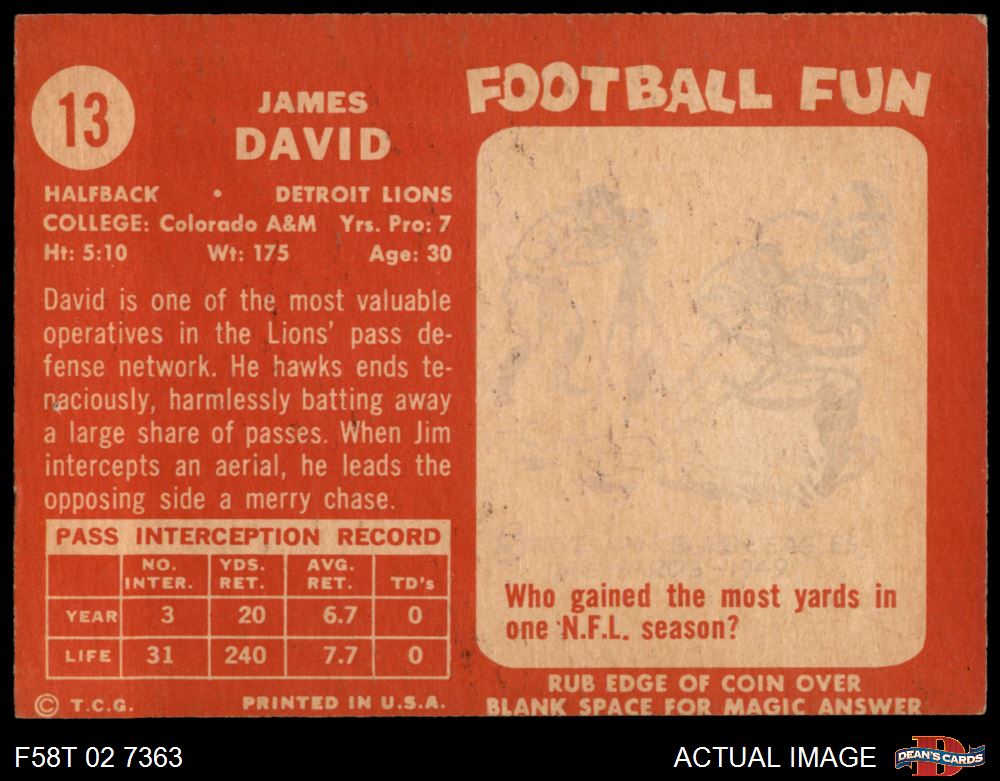 13
JAMES
DAVID
HALFBACK • DETROIT LIONS
COLLEGE: Colorado A&M Yrs. Pro: 7
Ht: 5:10 Wt: 175 Age: 30
David is one of the most valuable
operatives in the Lions' pass de-
fense network. He hawks ends te-
naciously, harmlessly batting away
a large share of passes. When Jim
intercepts an aerial, he leads the
opposing side a merry chase.
PASS INTERCEPTION RECORD
NO. INTER. YDS. RET. AVG. RET. TD's
YEAR 3 20 6.7 0
LIFE 31 240 7.7 0
© T.C.G. PRINTED IN U.S.A.
FOOTBALL FUN
Who gained the most yards in
one N.F.L. season?
RUB EDGE OF COIN OVER
BLANK SPACE FOR MAGIC ANSWER
F58T 02 7363
ACTUAL IMAGE
DEAN'S CARDS